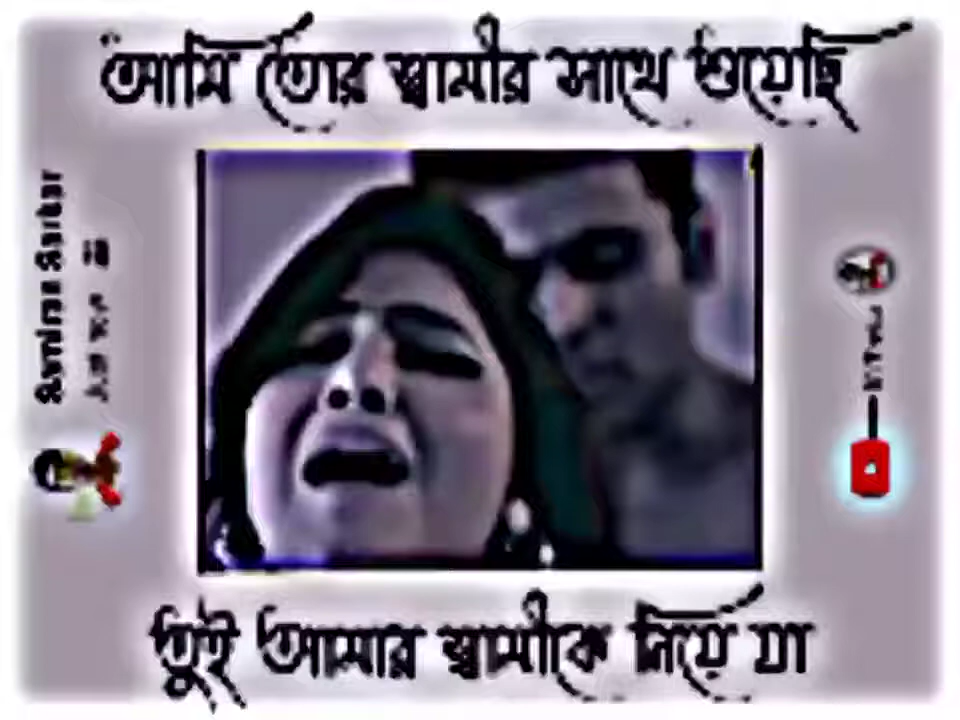 আমি তোর স্বামীর সাথে শুয়েছি
তুই আমার স্বামীকে নিয়ে যা